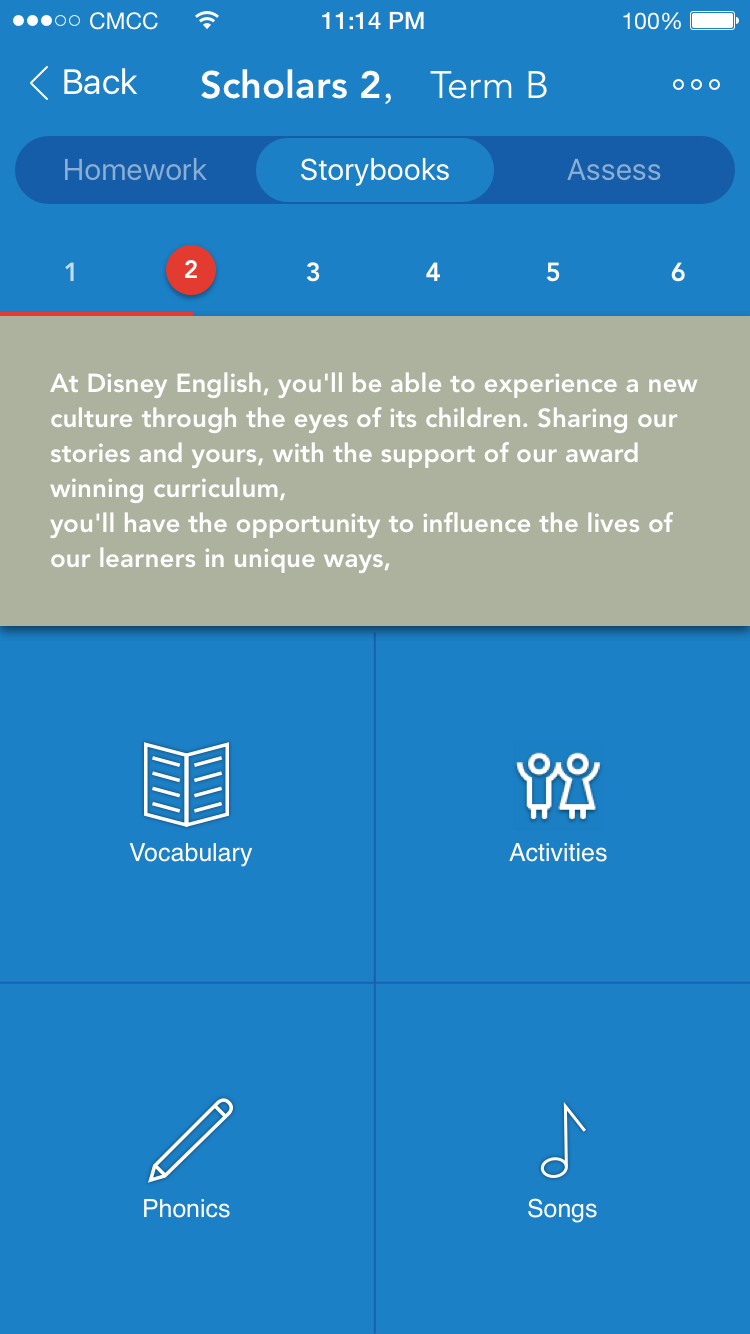 CMCC 11:14 PM 100%
Back Scholars 2, Term B
Homework Storybooks Assess
1 2 3 4 5 6
At Disney English, you'll be able to experience a new
culture through the eyes of its children. Sharing our
stories and yours, with the support of our award
winning curriculum,
you'll have the opportunity to influence the lives of
our learners in unique ways,
Vocabulary Activities
Phonics Songs